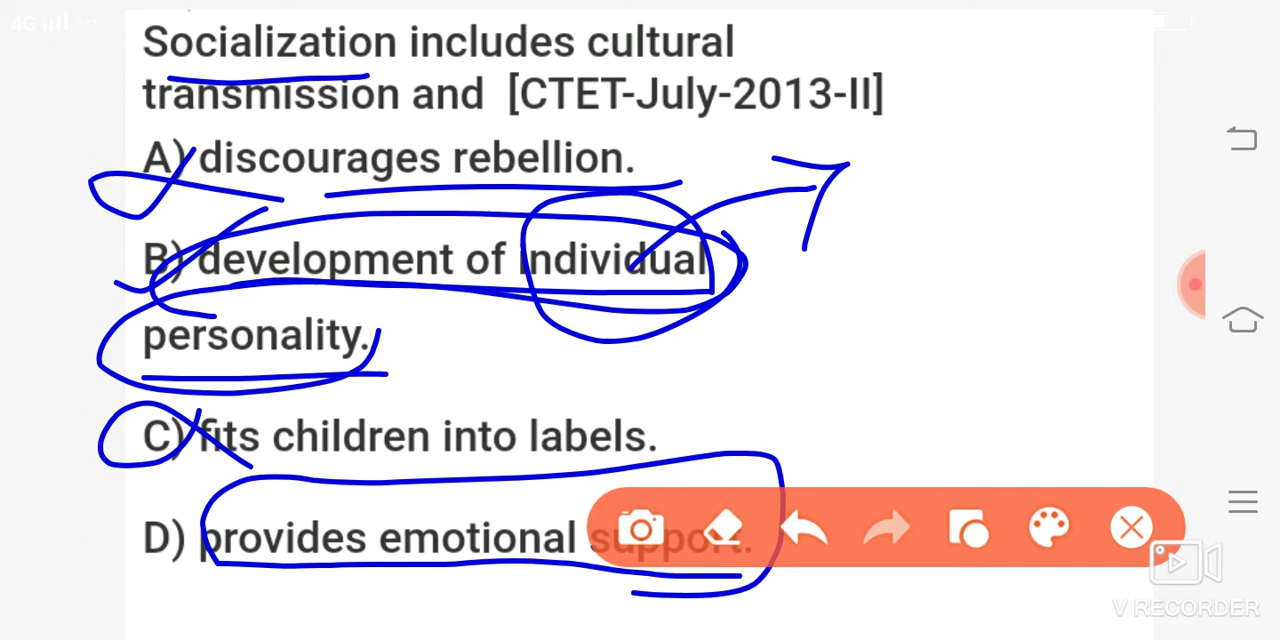 4G
Socialization includes cultural
transmission and [CTET-July-2013-II]
A) discourages rebellion.
B) development of individual
personality.
C) fits children into labels.
D) provides emotional support.
V RECORDER